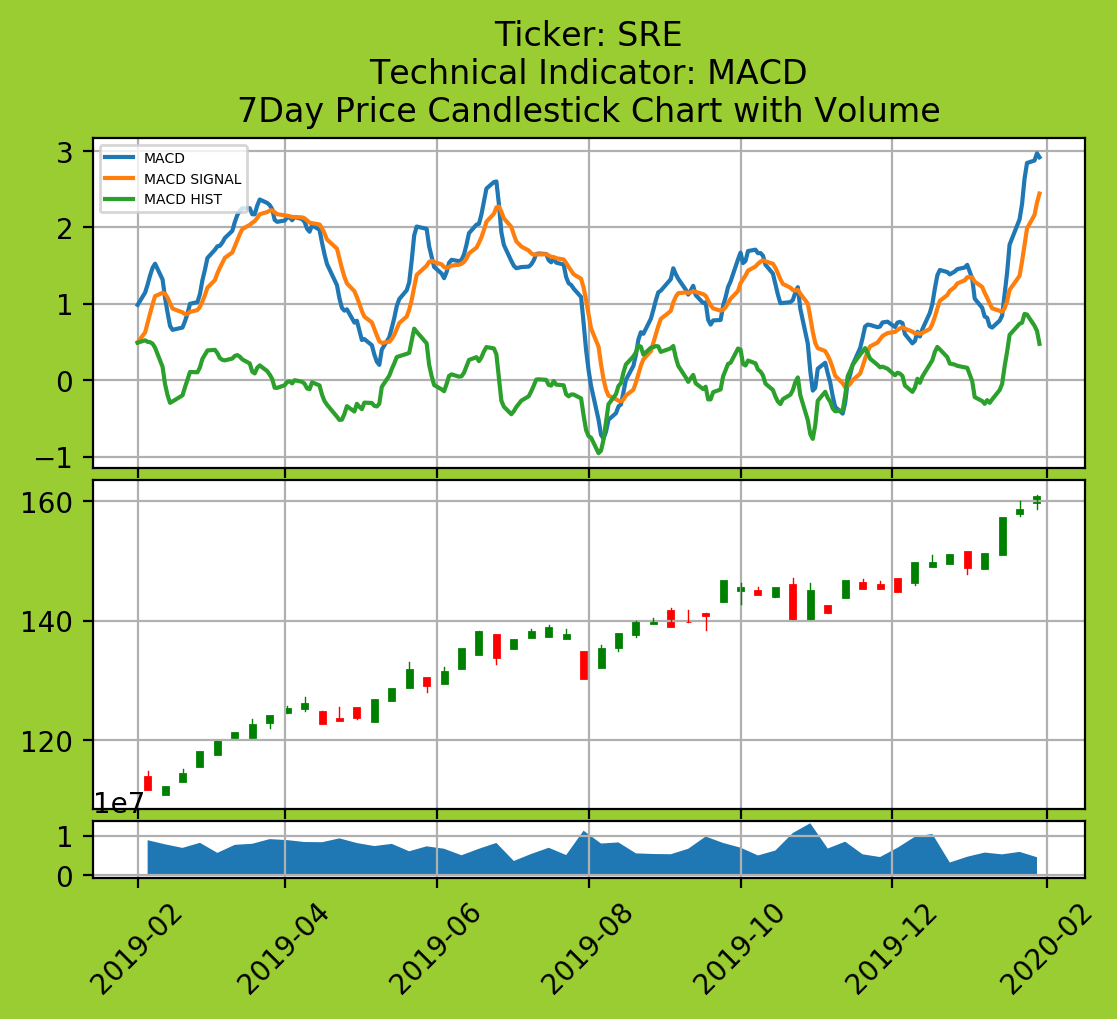 Ticker: SRE
Technical Indicator: MACD
7Day Price Candlestick Chart with Volume
MACD
MACD SIGNAL
MACD HIST
3
2
1
0
−1
160
140
120
1e7
1
0
2019-02
2019-04
2019-06
2019-08
2019-10
2019-12
2020-02